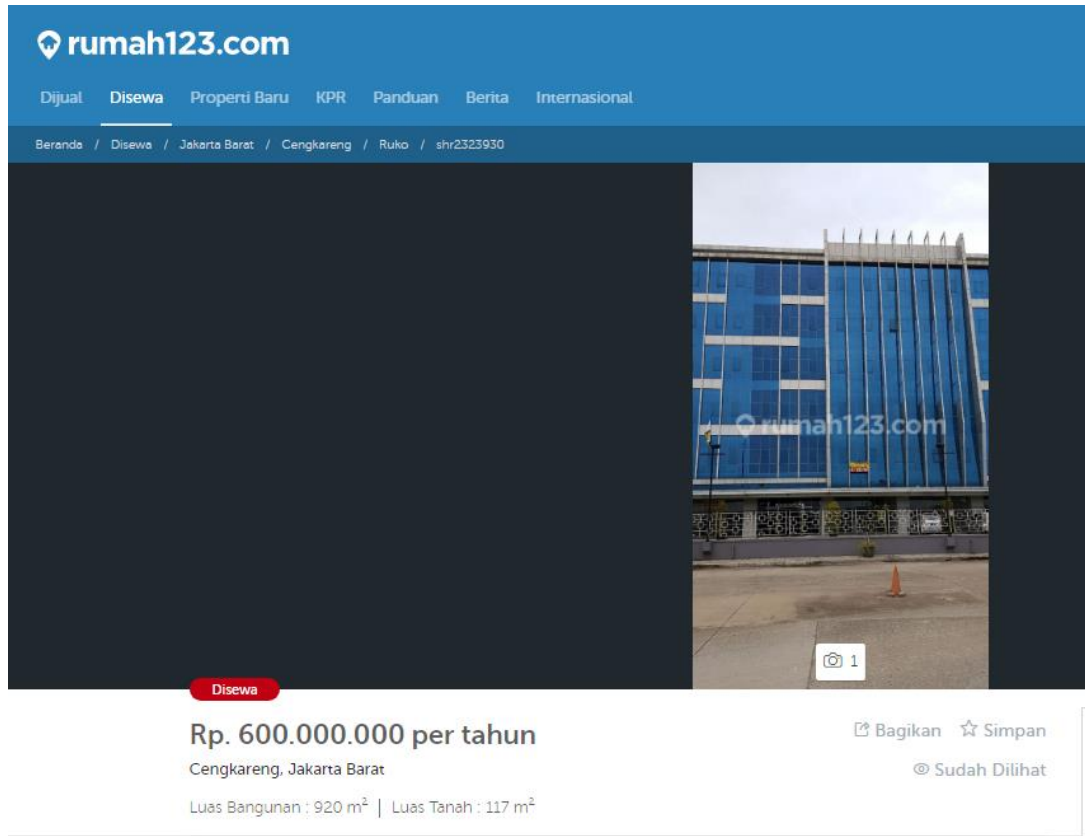 rumah123.com
Dijual Disewa Properti Baru KPR Panduan Berita Internasional
Beranda / Disewa / Jakarta Barat / Cengkareng / Ruko / shr2323930
rumah123.com
1
Disewa
Rp. 600.000.000 per tahun
Bagikan Simpan
Cengkareng, Jakarta Barat
Sudah Dilihat
Luas Bangunan : 920 m² | Luas Tanah : 117 m²